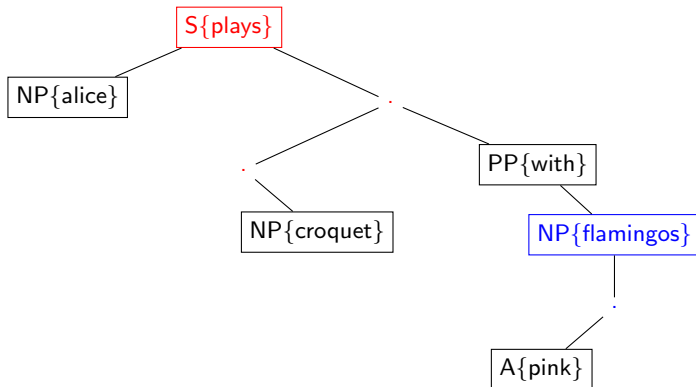 S{plays}
NP{alice}
.
.
PP{with}
NP{croquet}
NP{flamingos}
.
A{pink}